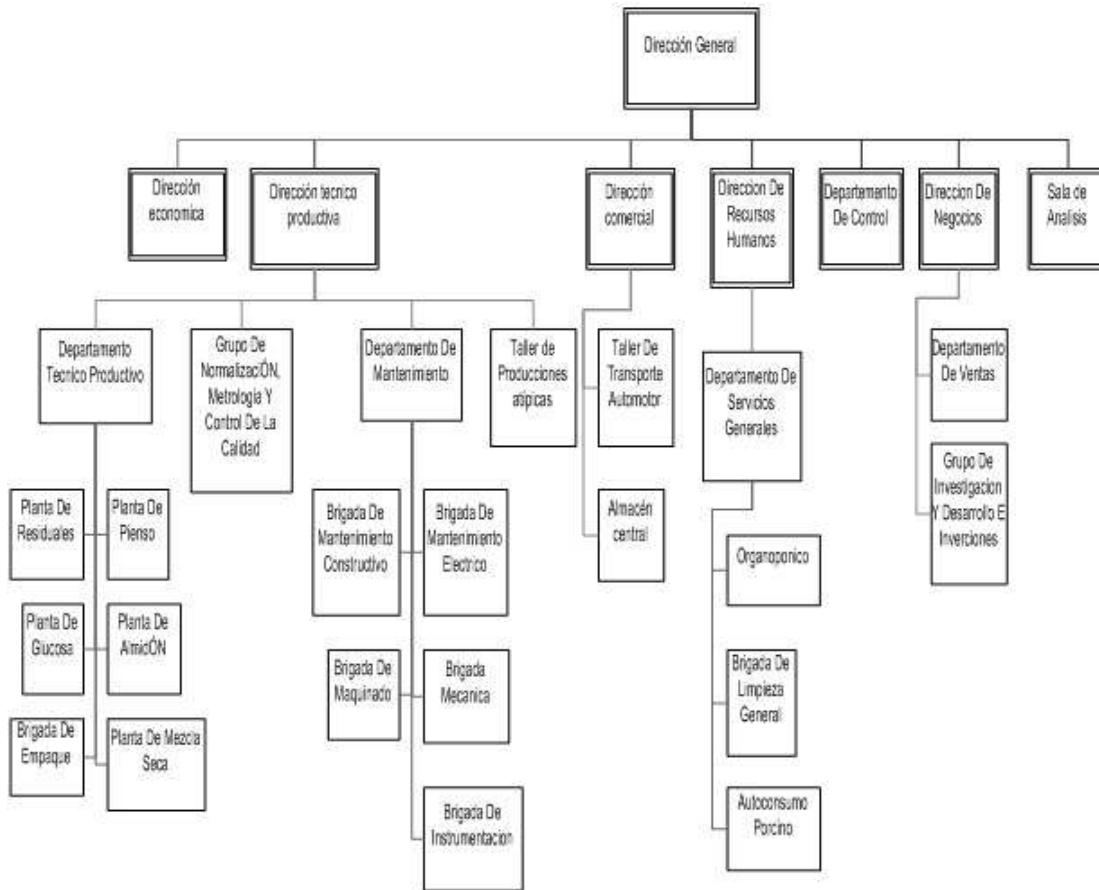 Dirección General
Dirección
economica
Dirección tecnico
productiva
Dirección
comercial
Direccion De
Recursos
Humanos
Departemento
De Control
Direccion De
Negocios
Sala de
Analisis
Departamento
Tecnico Productivo
Grupo De
NormalizaciÓN,
Metrologia Y
Control De La
Calidad
Departamento De
Mantenimiento
Taller de
Producciones
atípicas
Taller De
Transporte
Automotor
Departamento De
Servicios
Generales
Departamento
De Ventas
Planta De
Residuales
Planta De
Pienso
Brigada De
Mantenimiento
Constructivo
Brigada De
Mantenimiento
Electrico
Almacén
central
Grupo De
Investigacion
Y Desarrollo E
Inverciones
Organoponico
Planta De
Glucosa
Planta De
AlmidÓN
Brigada De
Maquinado
Brigada
Mecanica
Brigada De
Limpieza
General
Brigada De
Empaque
Planta De Mezcla
Seca
Brigada De
Instrumentacion
Autoconsumo
Porcino